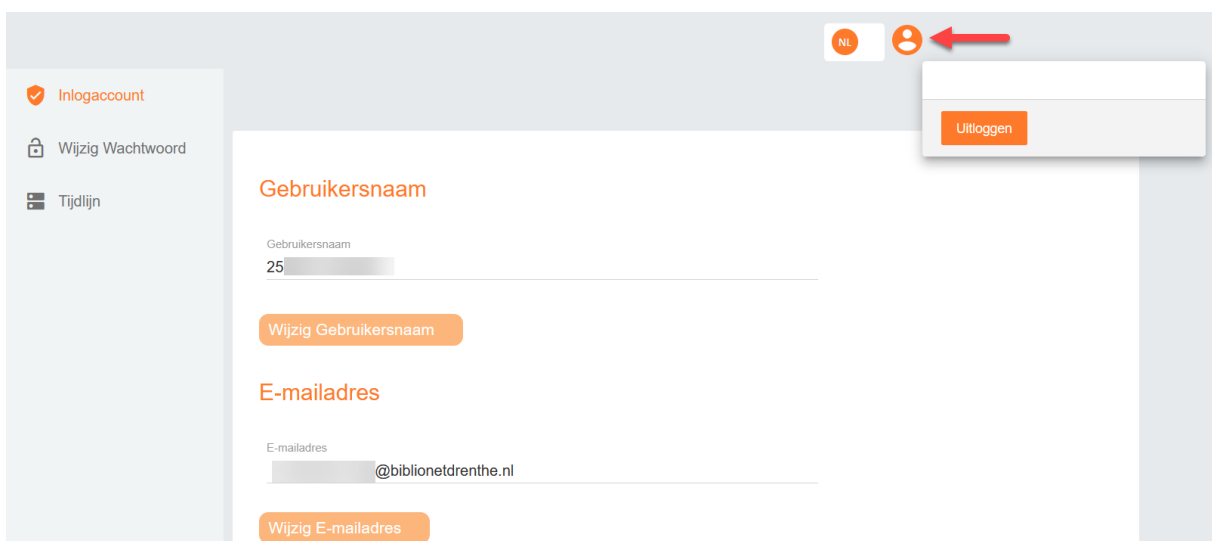 NL
Uitloggen
Inlogaccount
Wijzig Wachtwoord
Tijdlijn
Gebruikersnaam
Gebruikersnaam
25
Wijzig Gebruikersnaam
E-mailadres
E-mailadres
@biblionetdrenthe.nl
Wijzig E-mailadres